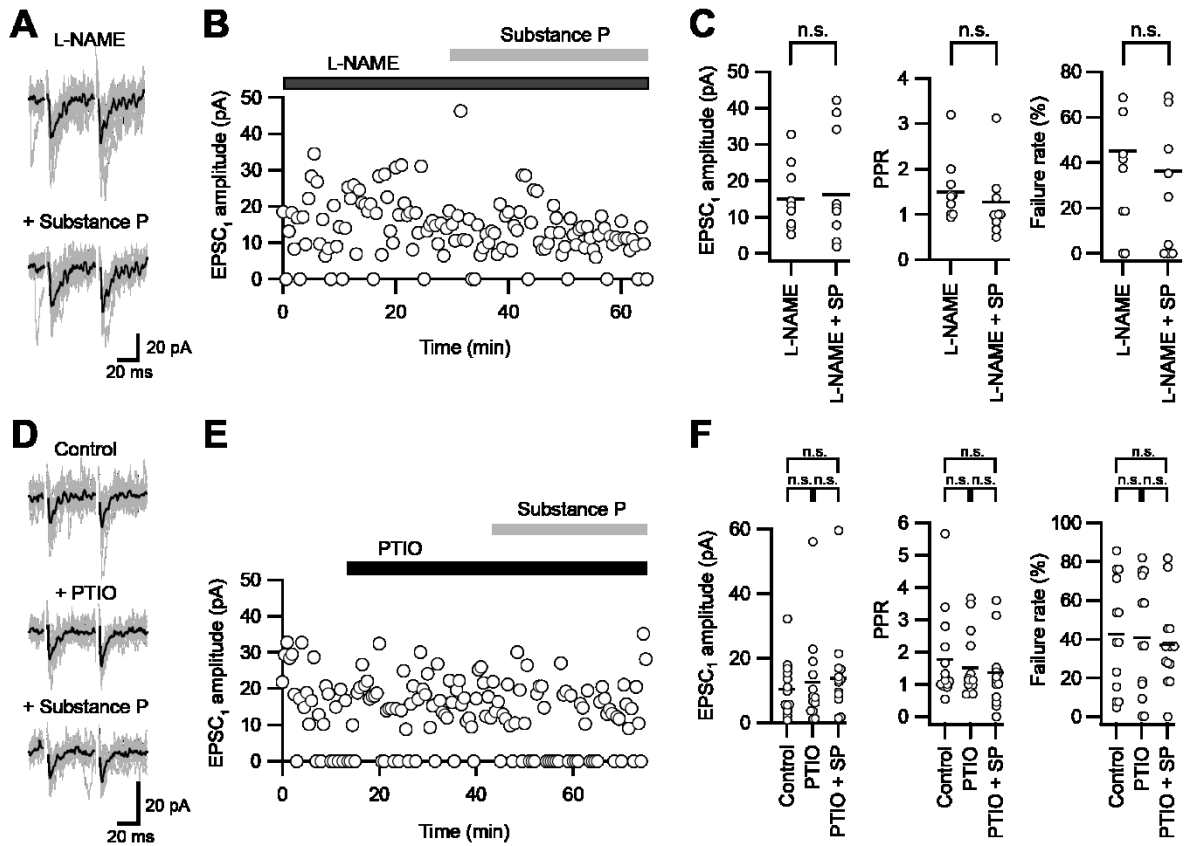 A
L-NAME
+ Substance P
20 pA
20 ms
B
Substance P
L-NAME
EPSC₁ amplitude (pA)
50
40
30
20
10
0
0 20 40 60
Time (min)
C
n.s.
n.s.
n.s.
EPSC₁ amplitude (pA)
50
40
30
20
10
0
L-NAME
L-NAME + SP
PPR
4
3
2
1
0
L-NAME
L-NAME + SP
Failure rate (%)
80
60
40
20
0
L-NAME
L-NAME + SP
D
Control
+ PTIO
+ Substance P
20 pA
20 ms
E
Substance P
PTIO
EPSC₁ amplitude (pA)
50
40
30
20
10
0
0 20 40 60
Time (min)
F
n.s.
n.s. n.s.
n.s.
n.s. n.s.
n.s.
n.s. n.s.
EPSC₁ amplitude (pA)
60
40
20
0
Control
PTIO
PTIO + SP
PPR
6
5
4
3
2
1
0
Control
PTIO
PTIO + SP
Failure rate (%)
100
80
60
40
20
0
Control
PTIO
PTIO + SP